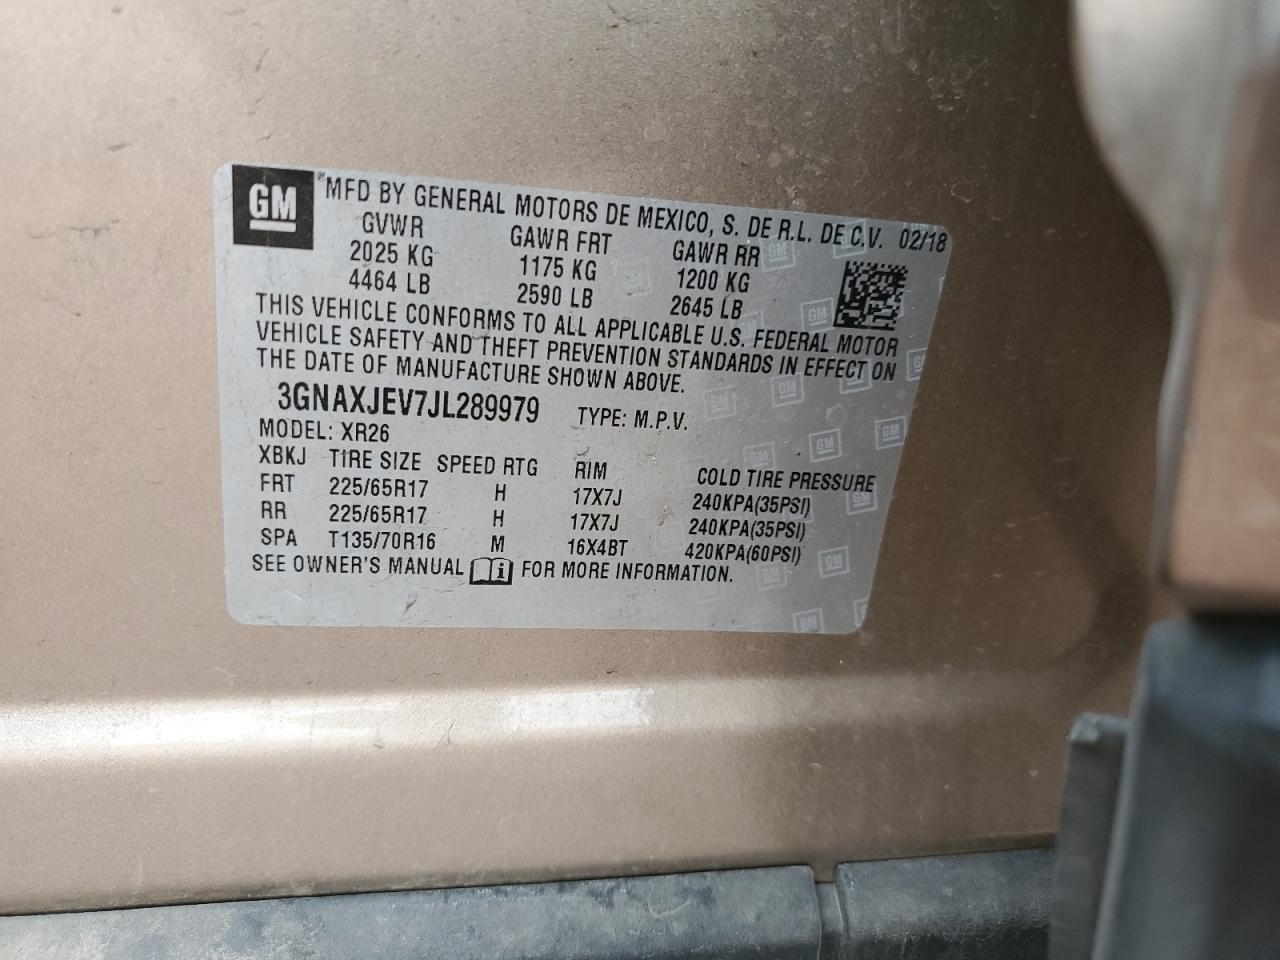 GM ®MFD BY GENERAL MOTORS DE MEXICO, S. DE R.L. DE C.V. 02/18
GVWR GAWR FRT GAWR RR
2025 KG 1175 KG 1200 KG
4464 LB 2590 LB 2645 LB
THIS VEHICLE CONFORMS TO ALL APPLICABLE U.S. FEDERAL MOTOR
VEHICLE SAFETY AND THEFT PREVENTION STANDARDS IN EFFECT ON
THE DATE OF MANUFACTURE SHOWN ABOVE.
3GNAXJEV7JL289979 TYPE: M.P.V.
MODEL: XR26
XBKJ TIRE SIZE SPEED RTG RIM COLD TIRE PRESSURE
FRT 225/65R17 H 17X7J 240KPA(35PSI)
RR 225/65R17 H 17X7J 240KPA(35PSI)
SPA T135/70R16 M 16X4BT 420KPA(60PSI)
SEE OWNER'S MANUAL i FOR MORE INFORMATION.